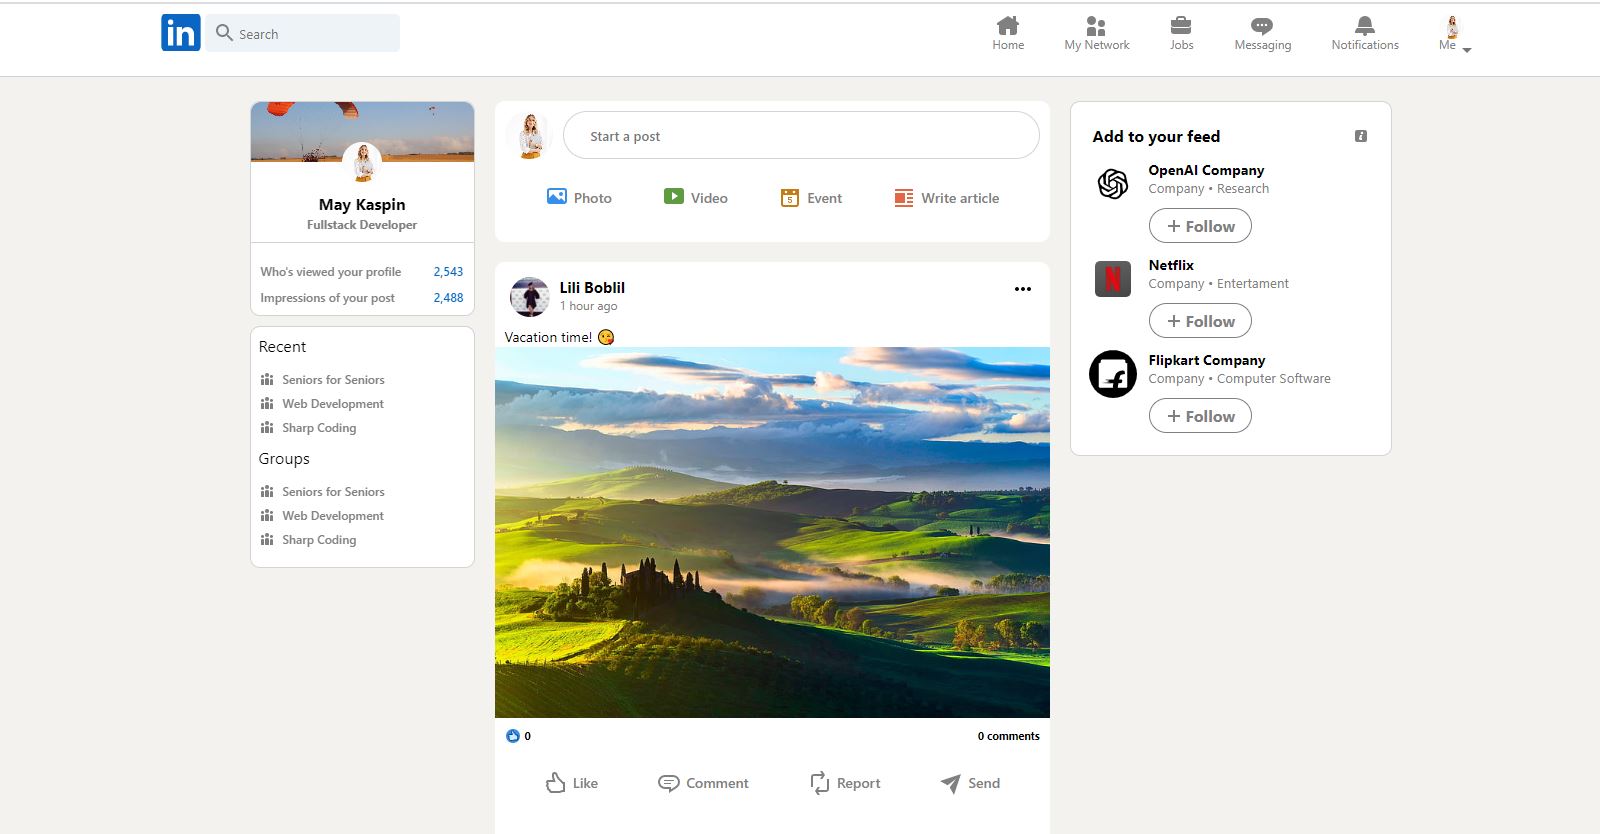 in
Search
Home
My Network
Jobs
Messaging
Notifications
Me
May Kaspin
Fullstack Developer
Who's viewed your profile 2,543
Impressions of your post 2,488
Recent
Seniors for Seniors
Web Development
Sharp Coding
Groups
Seniors for Seniors
Web Development
Sharp Coding
Start a post
Photo
Video
5
Event
Write article
Lili Boblil
1 hour ago
Vacation time! 😘
0
0 comments
Like
Comment
Report
Send
Add to your feed
i
OpenAI Company
Company • Research
+ Follow
N
Netflix
Company • Entertament
+ Follow
f
Flipkart Company
Company • Computer Software
+ Follow